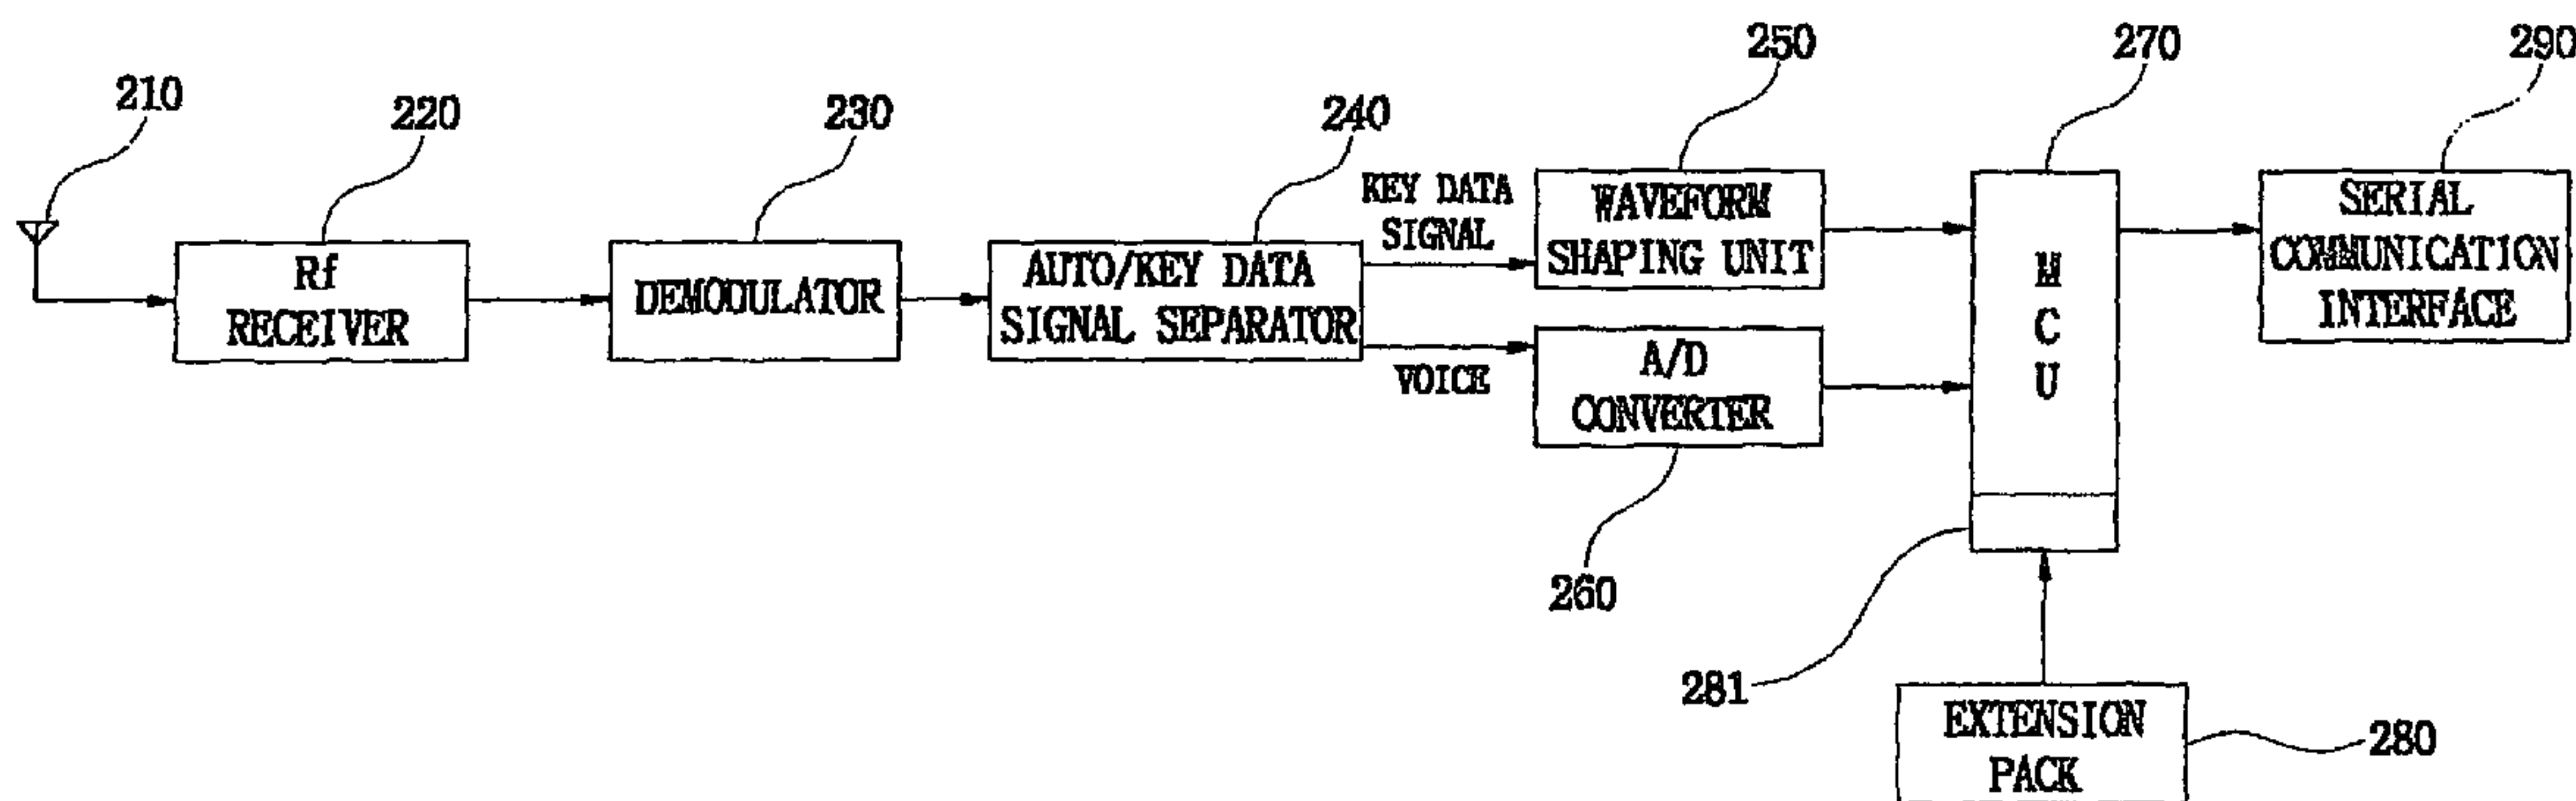 210
220
230
240
250
270
290
Rf
RECEIVER
DEMODULATOR
AUTO/KEY DATA
SIGNAL SEPARATOR
KEY DATA
SIGNAL
VOICE
WAVEFORM
SHAPING UNIT
A/D
CONVERTER
260
M
C
U
281
SERIAL
COMMUNICATION
INTERFACE
EXTENSION
PACK
280